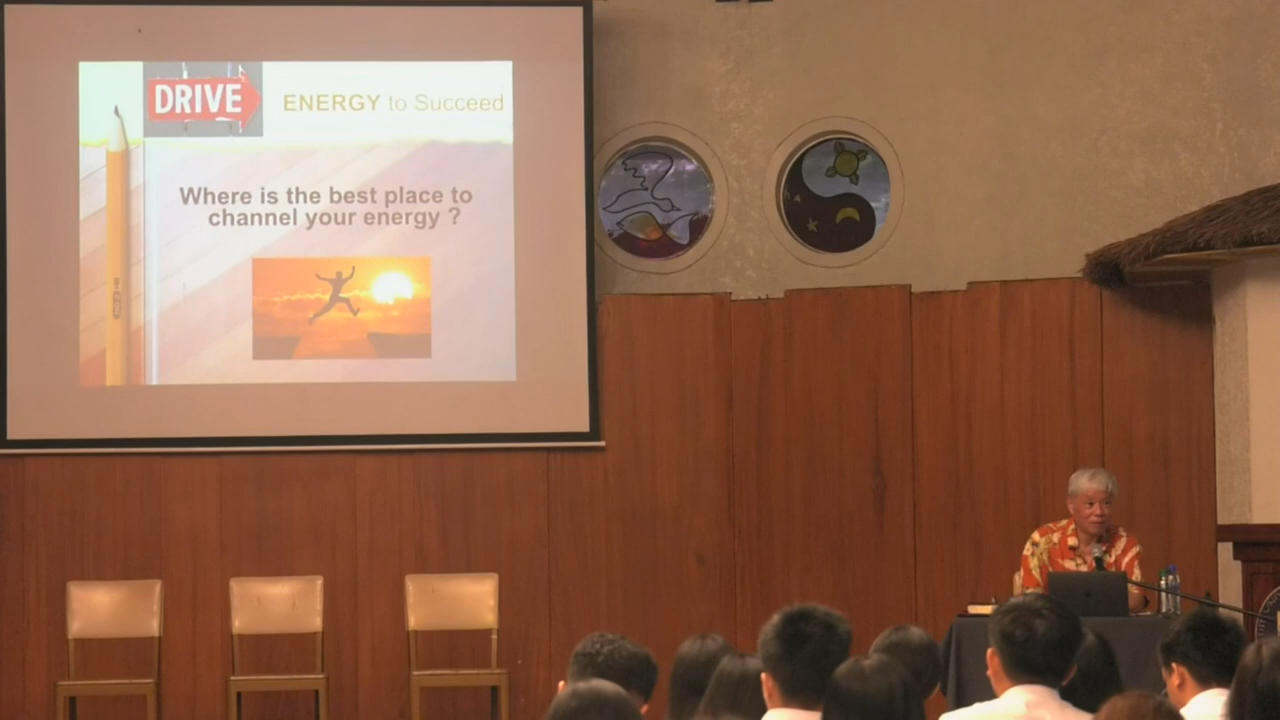 DRIVE
ENERGY to Succeed
Where is the best place to
channel your energy ?